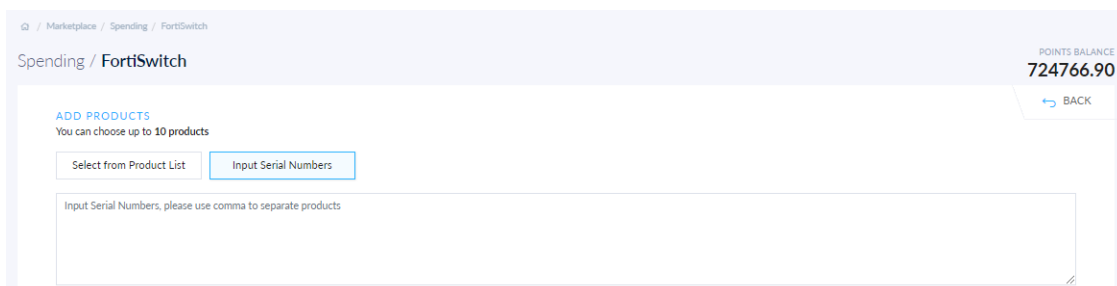 / Marketplace / Spending / FortiSwitch
Spending / FortiSwitch
POINTS BALANCE
724766.90
BACK
ADD PRODUCTS
You can choose up to 10 products
Select from Product List
Input Serial Numbers
Input Serial Numbers, please use comma to separate products